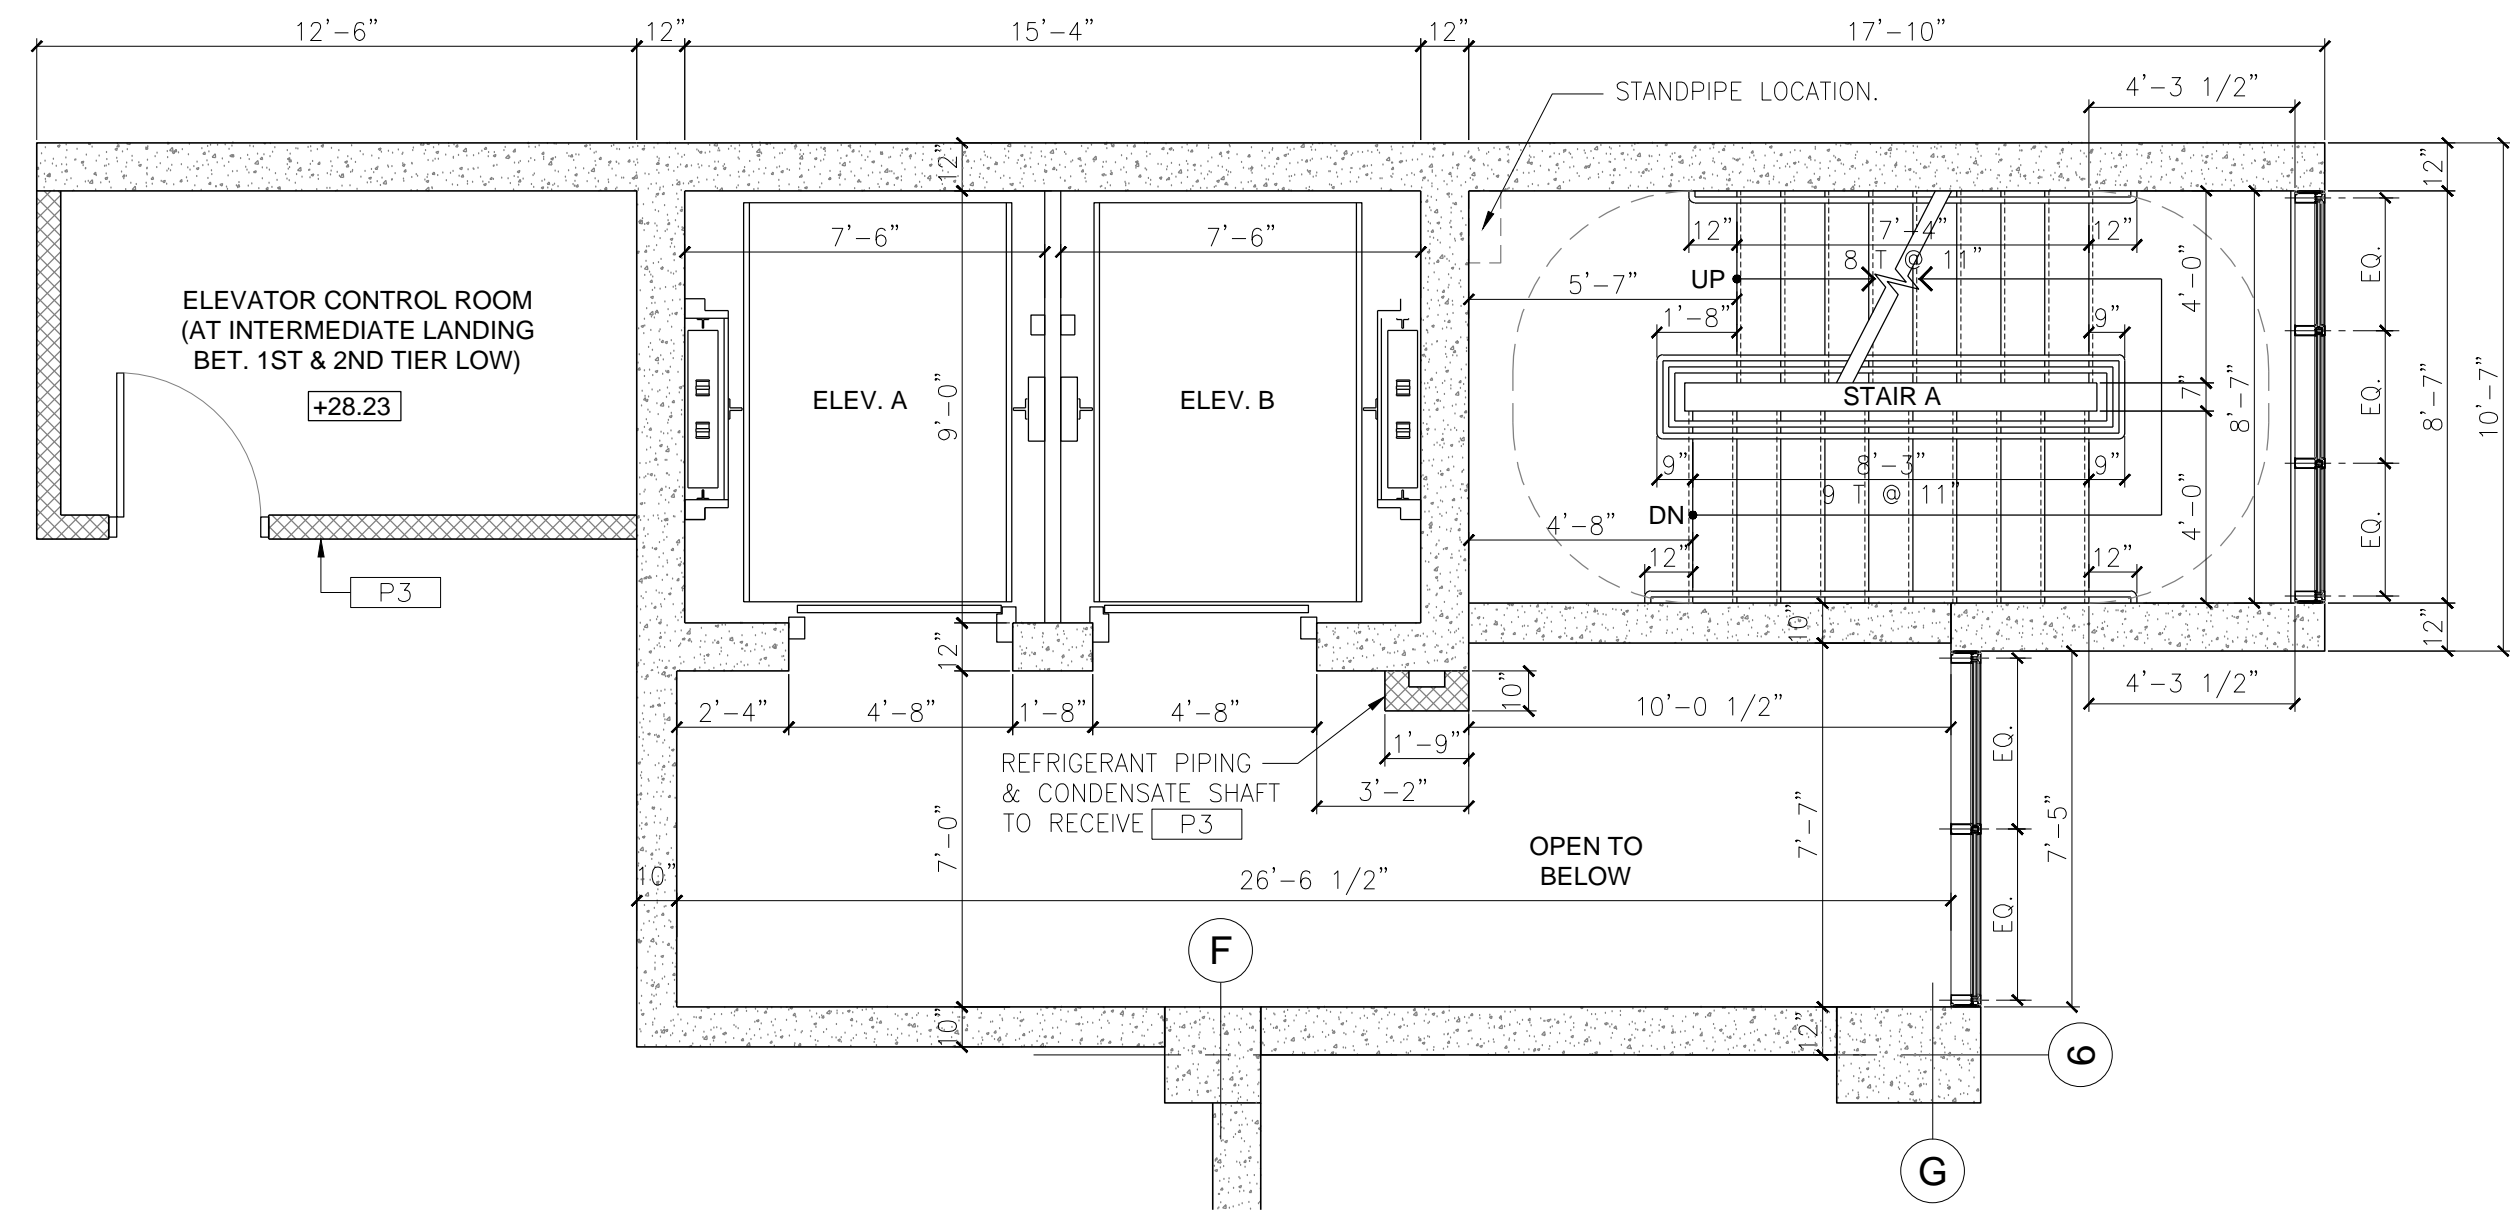 12'-6"
12"
15'-4"
12"
17'-10"
STANDPIPE LOCATION.
4'-3 1/2"
12"
12"
7'-6"
7'-6"
12"
7'-4"
12"
8 T @ 11"
UP
5'-7"
1'-8"
9"
4'-0"
EQ.
ELEVATOR CONTROL ROOM
(AT INTERMEDIATE LANDING
BET. 1ST & 2ND TIER LOW)
+28.23
ELEV. A
9'-0"
ELEV. B
STAIR A
7"
8'-7"
EQ.
8'-7"
10'-7"
9"
8'-3"
9"
9 T @ 11"
DN
4'-8"
4'-0"
EQ.
12"
12"
P3
12"
10"
12"
2'-4"
4'-8"
1'-8"
4'-8"
10"
10'-0 1/2"
4'-3 1/2"
1'-9"
EQ.
REFRIGERANT PIPING
& CONDENSATE SHAFT
TO RECEIVE P3
3'-2"
7'-0"
7'-7"
7'-5"
OPEN TO
BELOW
10"
26'-6 1/2"
EQ.
F
10"
12"
6
G